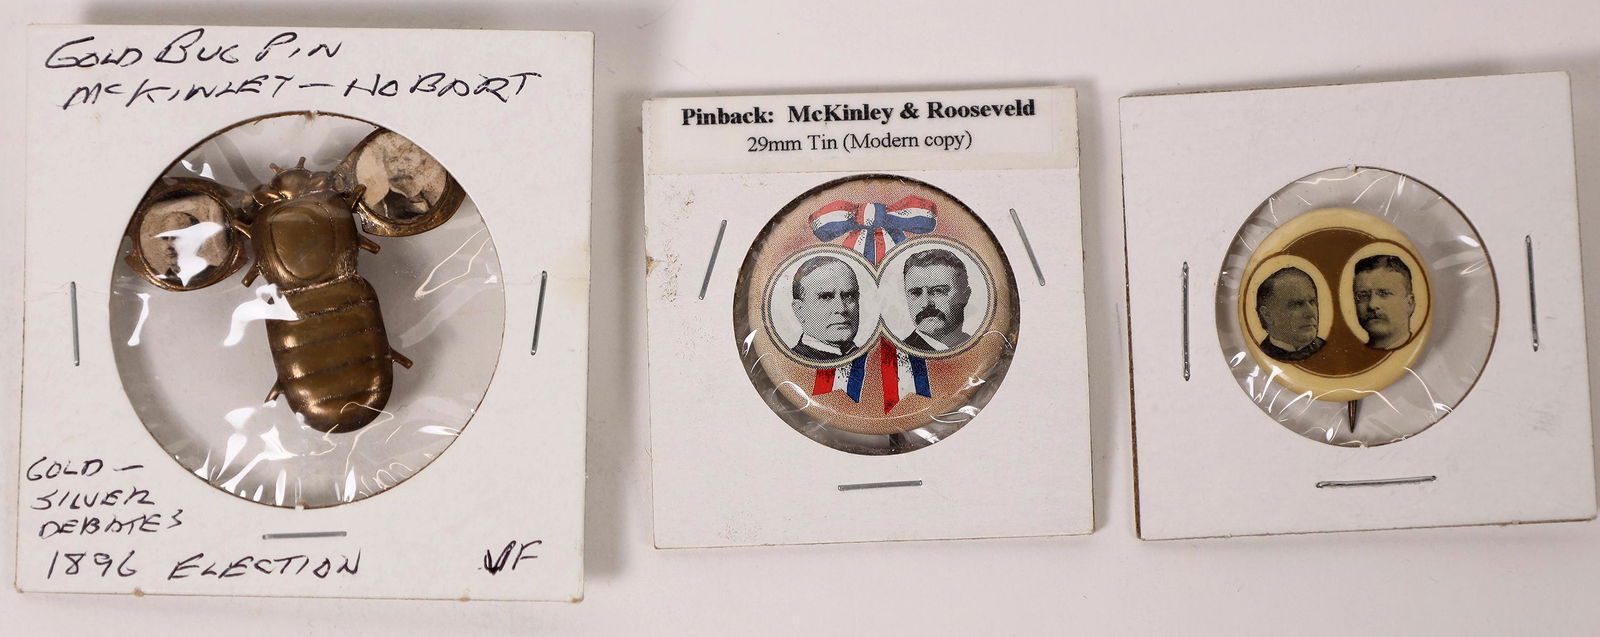 GOLD BUG PIN
McKINLEY — HOBART
GOLD —
SILVER
DEBATES
1896 ELECTION
VF
Pinback: McKinley & Rooseveld
29mm Tin (Modern copy)